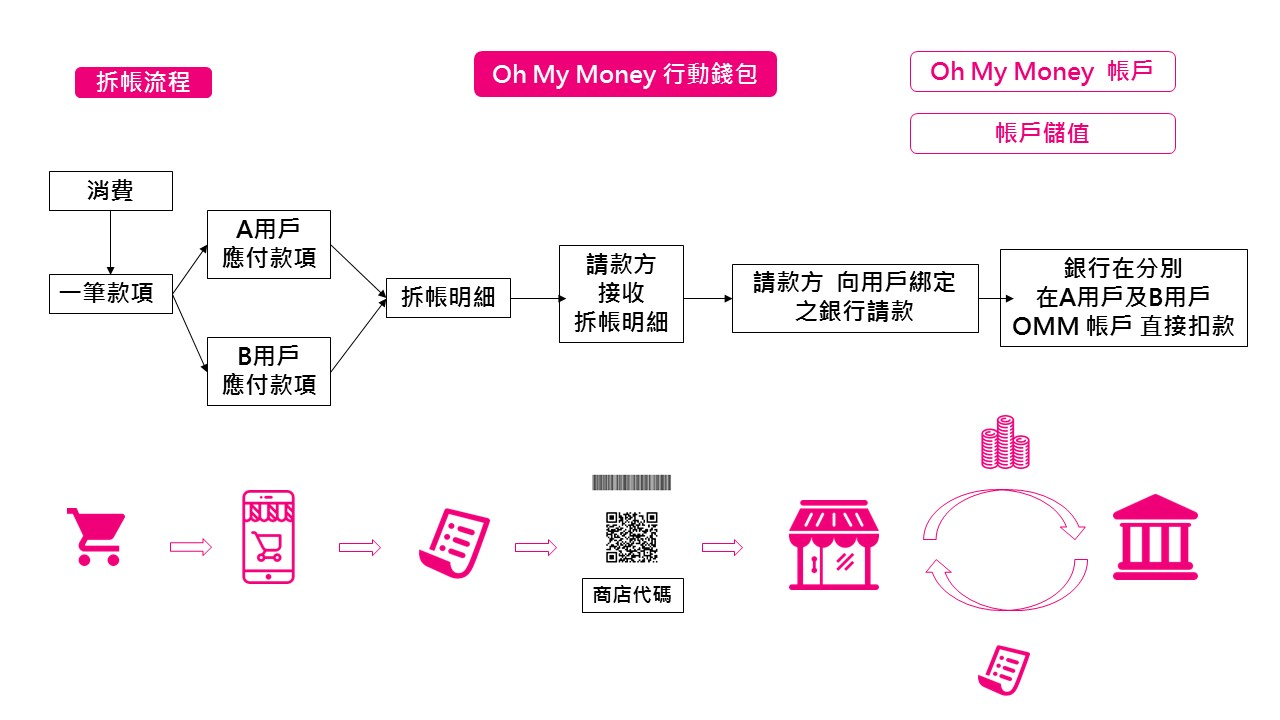 拆帳流程
Oh My Money 行動錢包
Oh My Money 帳戶
帳戶儲值
消費
一筆款項
A用戶
應付款項
B用戶
應付款項
拆帳明細
請款方
接收
拆帳明細
請款方 向用戶綁定
之銀行請款
銀行在分別
在A用戶及B用戶
OMM 帳戶 直接扣款
商店代碼